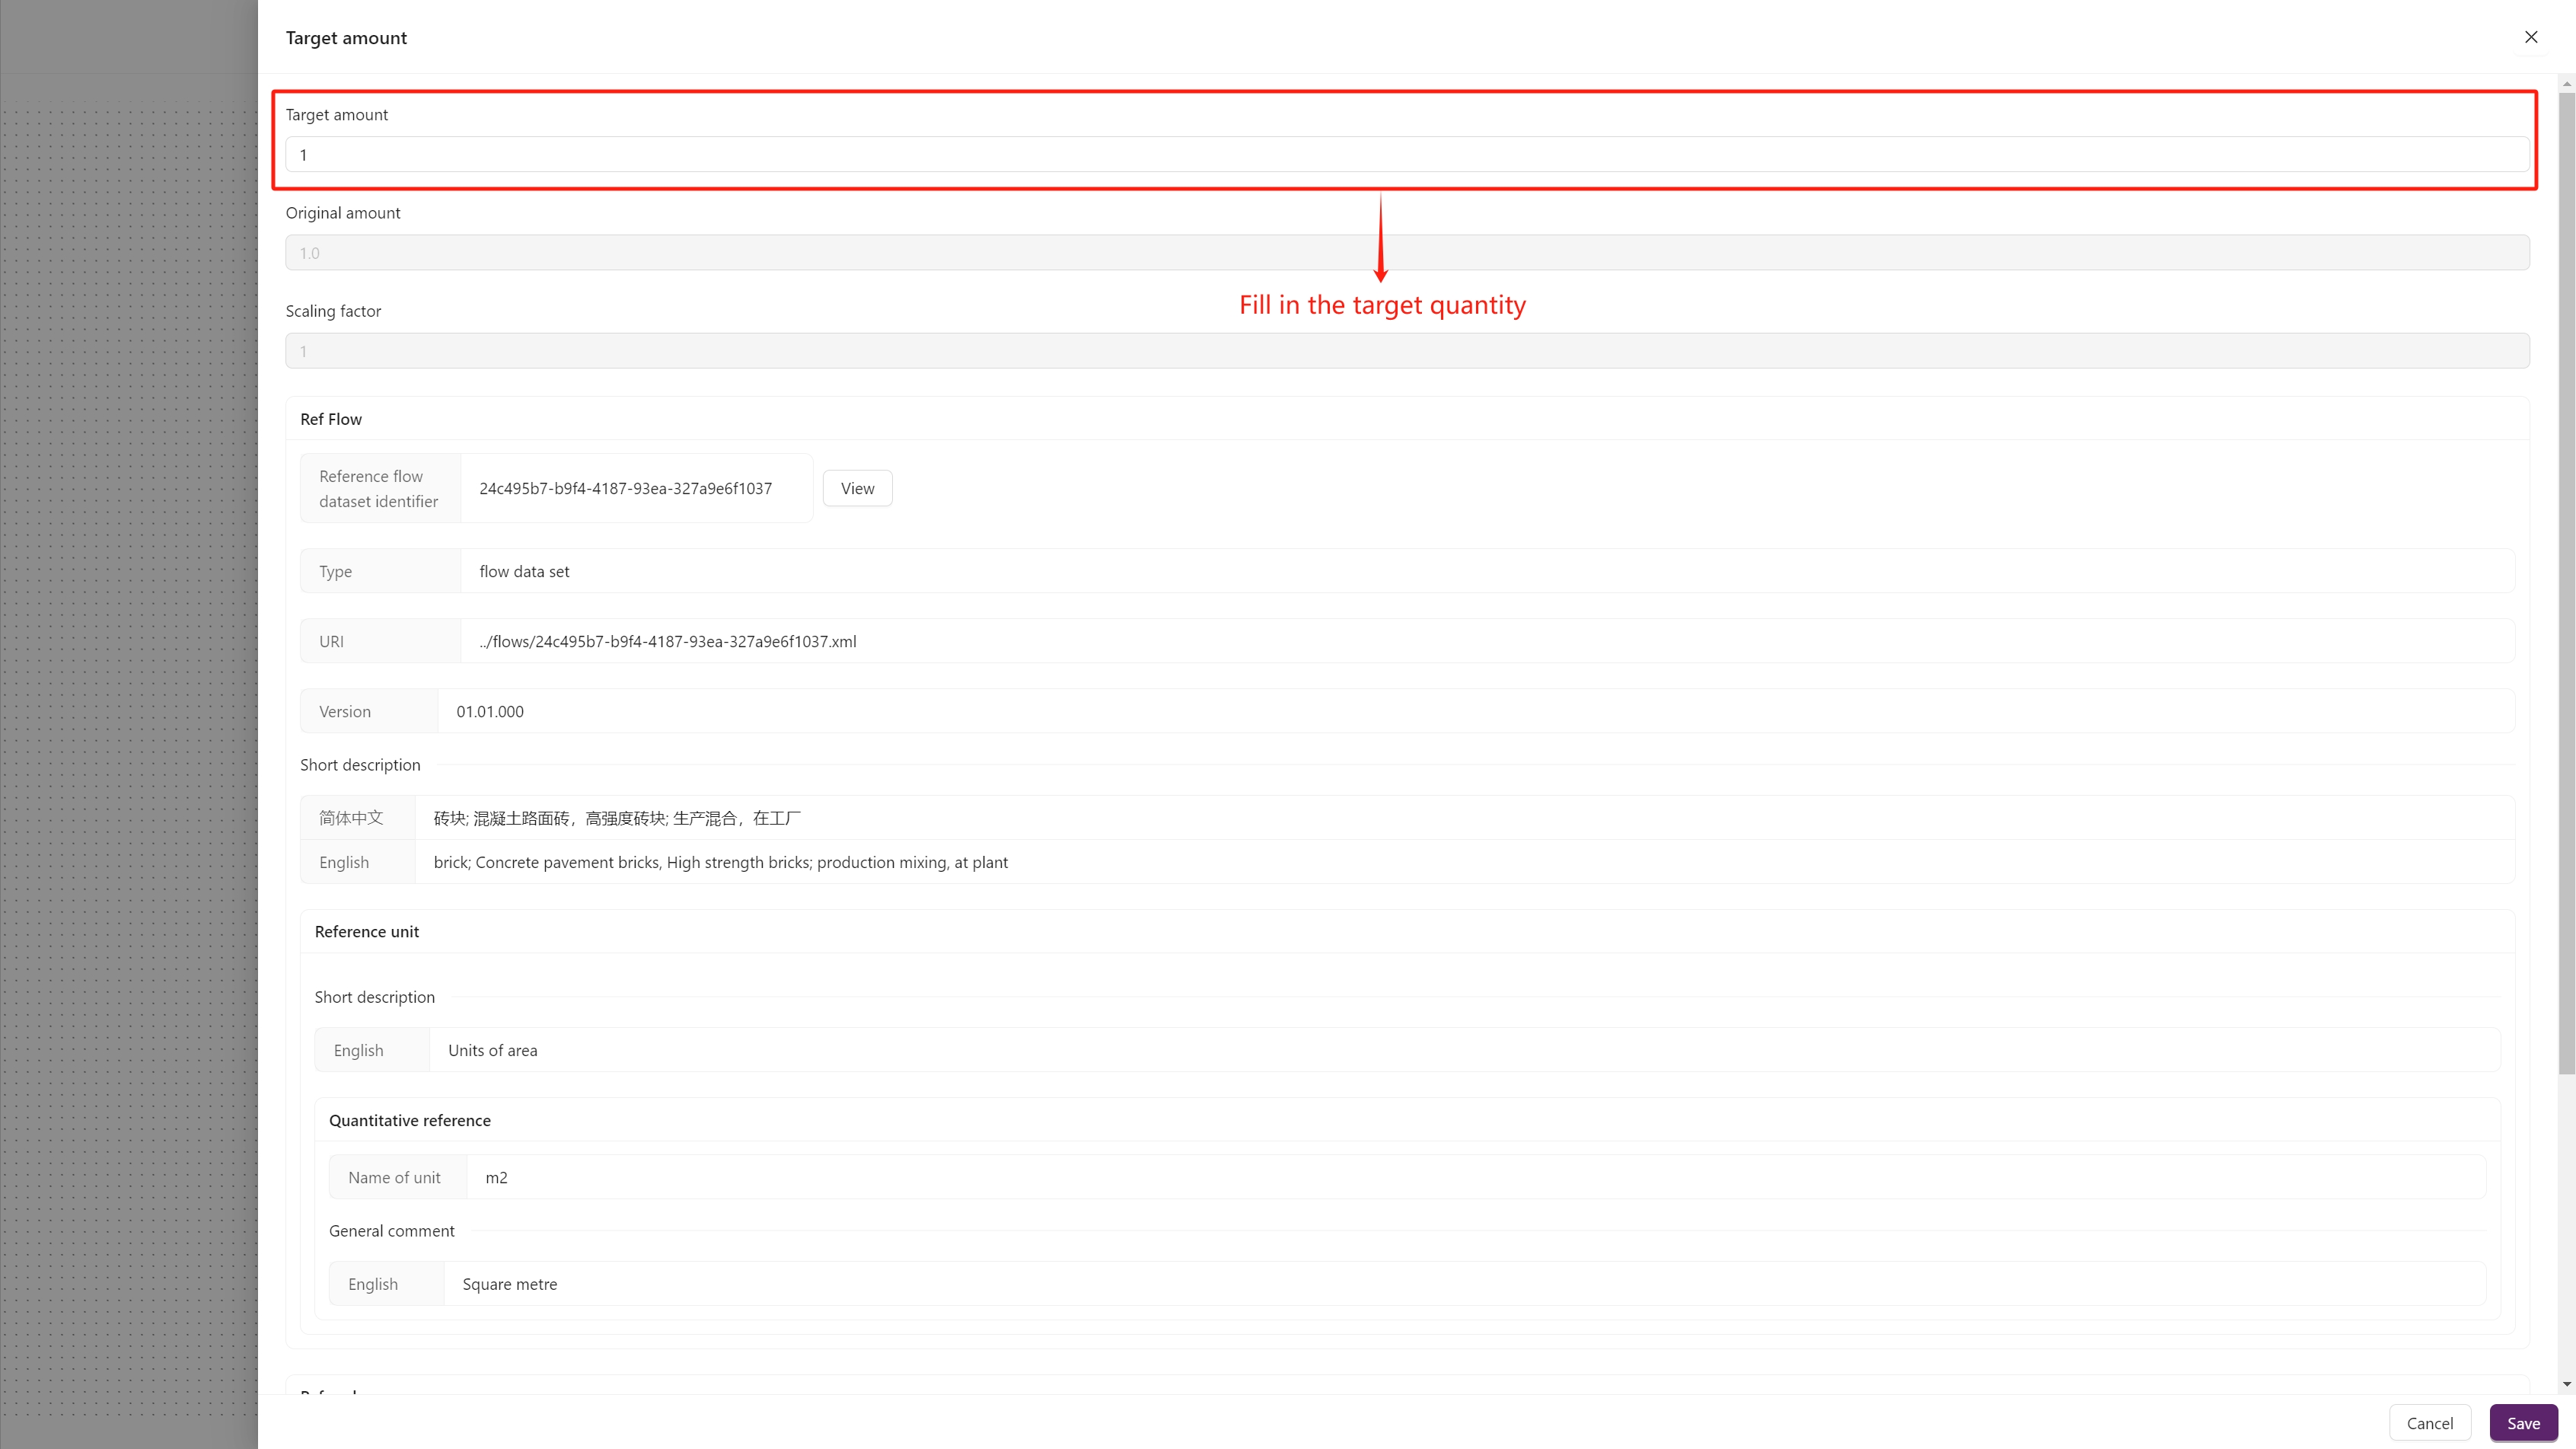 Target amount
Target amount
1
Original amount
1.0
Fill in the target quantity
Scaling factor
1
Ref Flow
Reference flow
dataset identifier
24c495b7-b9f4-4187-93ea-327a9e6f1037
View
Type
flow data set
URI
../flows/24c495b7-b9f4-4187-93ea-327a9e6f1037.xml
Version
01.01.000
Short description
简体中文
砖块; 混凝土路面砖，高强度砖块; 生产混合，在工厂
English
brick; Concrete pavement bricks, High strength bricks; production mixing, at plant
Reference unit
Short description
English
Units of area
Quantitative reference
Name of unit
m2
General comment
English
Square metre
Cancel
Save